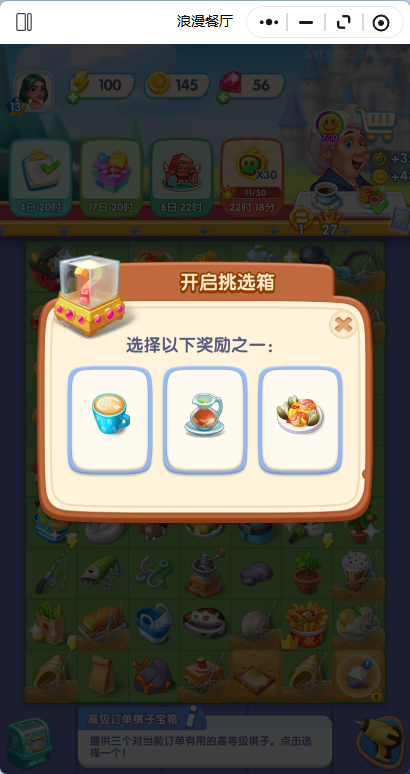 浪漫餐厅
100
145
56
13
7/10
X30
11/50
4日 20时
17日 20时
6日 22时
22时 18分
1
27
开启挑选箱
选择以下奖励之一：
高级订单棋子宝箱
提供三个对当前订单有用的高等级棋子。点击选
择一个！